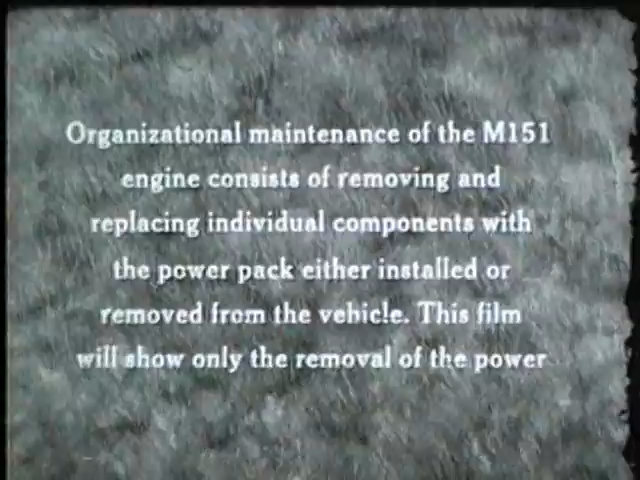 Organizational maintenance of the M151
engine consists of removing and
replacing individual components with
the power pack either installed or
removed from the vehicle. This film
will show only the removal of the power